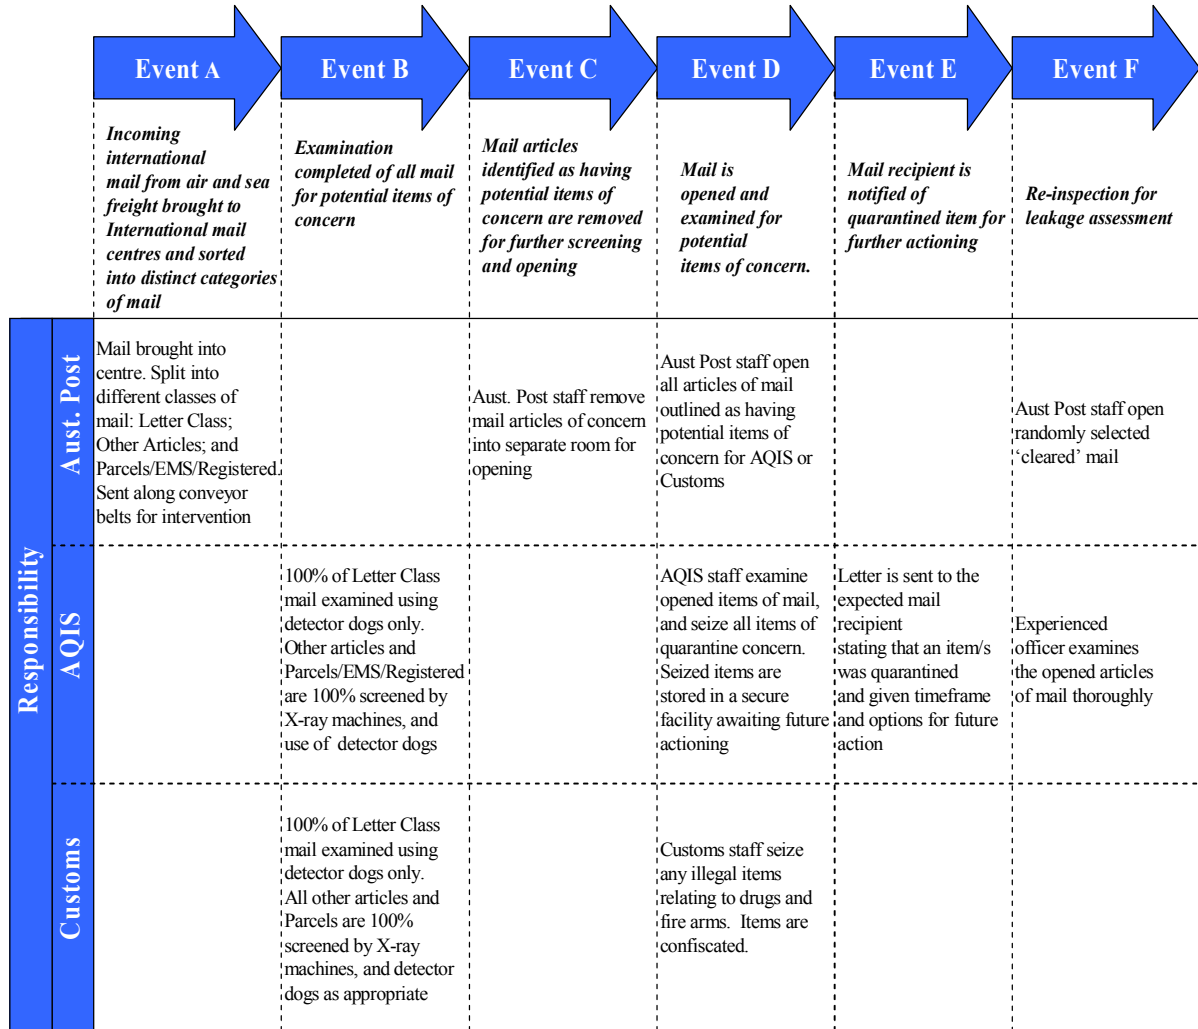 Event A
Event B
Event C
Event D
Event E
Event F
Incoming
international
mail from air and sea
freight brought to
International mail
centres and sorted
into distinct categories
of mail
Examination
completed of all mail
for potential items of
concern
Mail articles
identified as having
potential items of
concern are removed
for further screening
and opening
Mail is
opened and
examined for
potential
items of concern.
Mail recipient is
notified of
quarantined item for
further actioning
Re-inspection for
leakage assessment
Responsibility
Aust. Post
Mail brought into
centre. Split into
different classes of
mail: Letter Class;
Other Articles; and
Parcels/EMS/Registered.
Sent along conveyor
belts for intervention
Aust. Post staff remove
mail articles of concern
into separate room for
opening
Aust Post staff open
all articles of mail
outlined as having
potential items of
concern for AQIS or
Customs
Aust Post staff open
randomly selected
‘cleared’ mail
AQIS
100% of Letter Class
mail examined using
detector dogs only.
Other articles and
Parcels/EMS/Registered
are 100% screened by
X-ray machines, and
use of detector dogs
AQIS staff examine
opened items of mail,
and seize all items of
quarantine concern.
Seized items are
stored in a secure
facility awaiting future
actioning
Letter is sent to the
expected mail
recipient
stating that an item/s
was quarantined
and given timeframe
and options for future
action
Experienced
officer examines
the opened articles
of mail thoroughly
Customs
100% of Letter Class
mail examined using
detector dogs only.
All other articles and
Parcels are 100%
screened by X-ray
machines, and detector
dogs as appropriate
Customs staff seize
any illegal items
relating to drugs and
fire arms. Items are
confiscated.